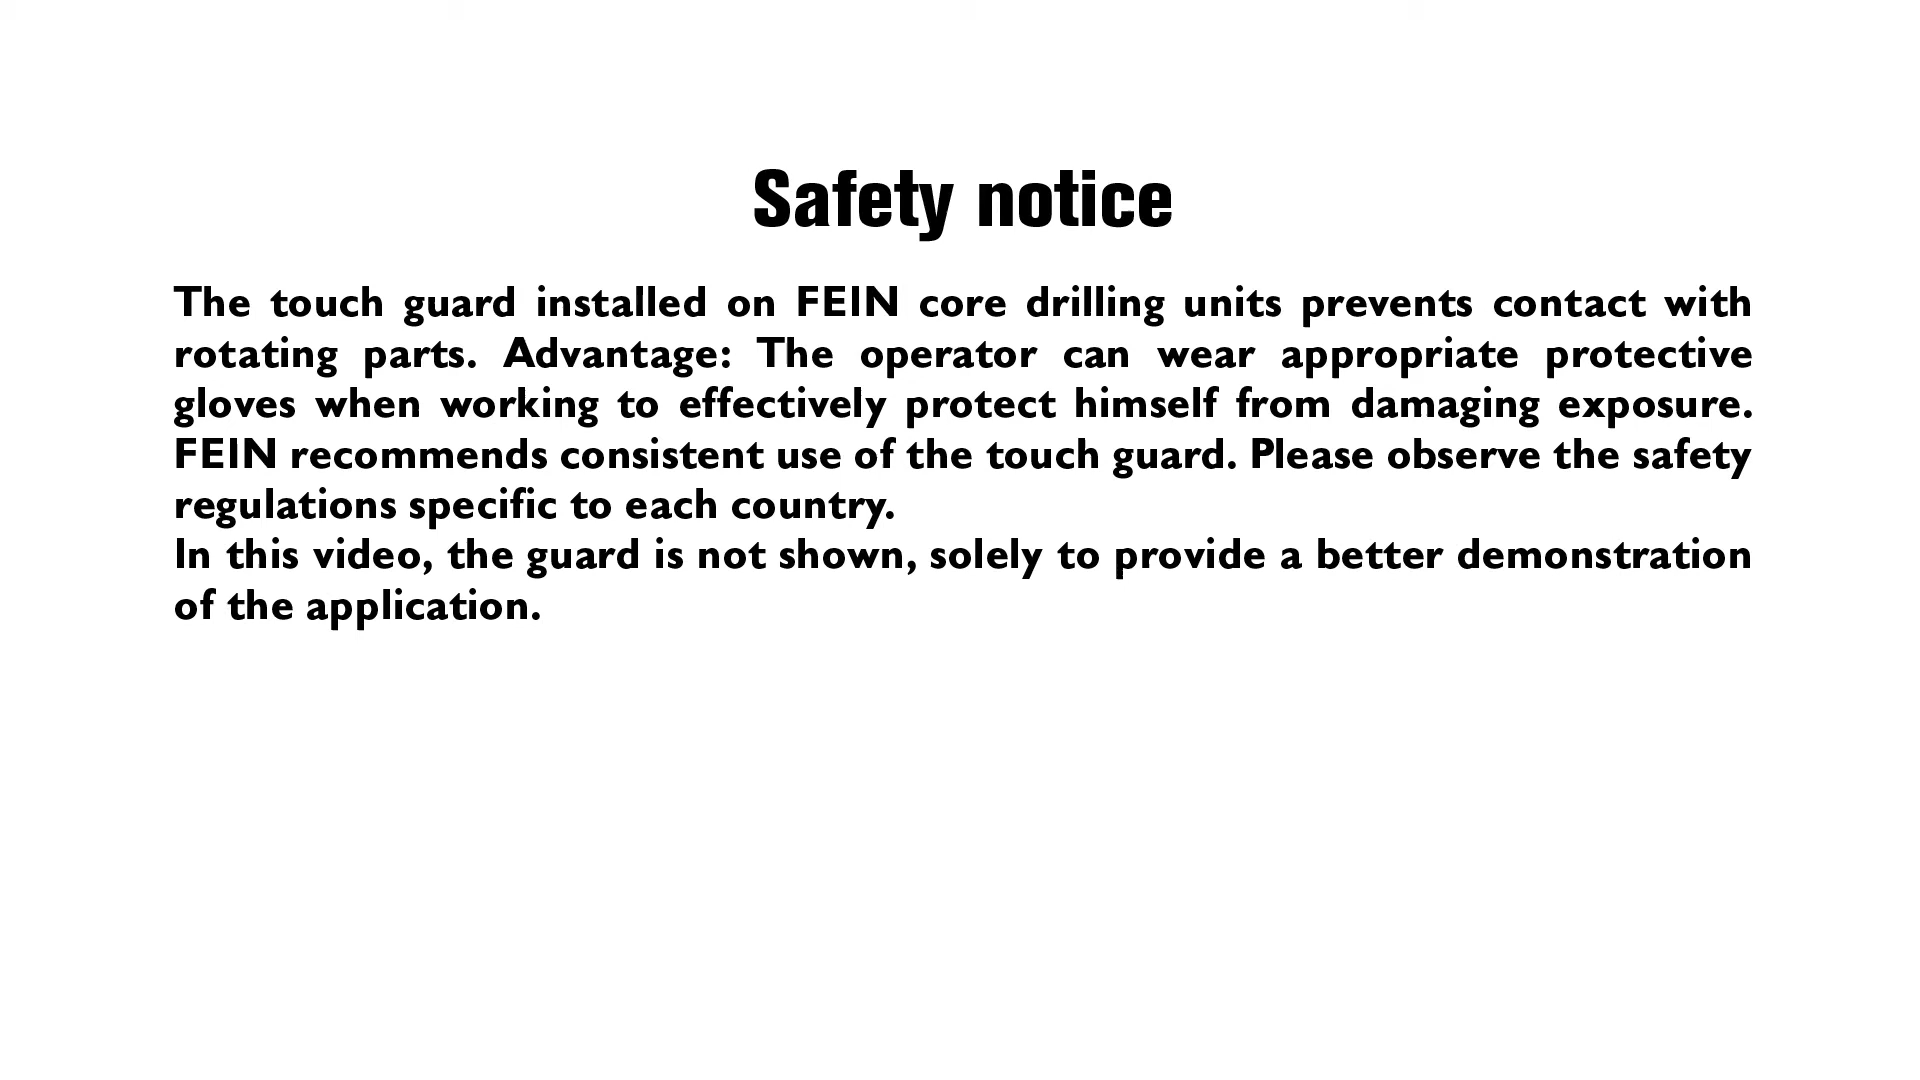 Safety notice
The touch guard installed on FEIN core drilling units prevents contact with
rotating parts. Advantage: The operator can wear appropriate protective
gloves when working to effectively protect himself from damaging exposure.
FEIN recommends consistent use of the touch guard. Please observe the safety
regulations specific to each country.
In this video, the guard is not shown, solely to provide a better demonstration
of the application.